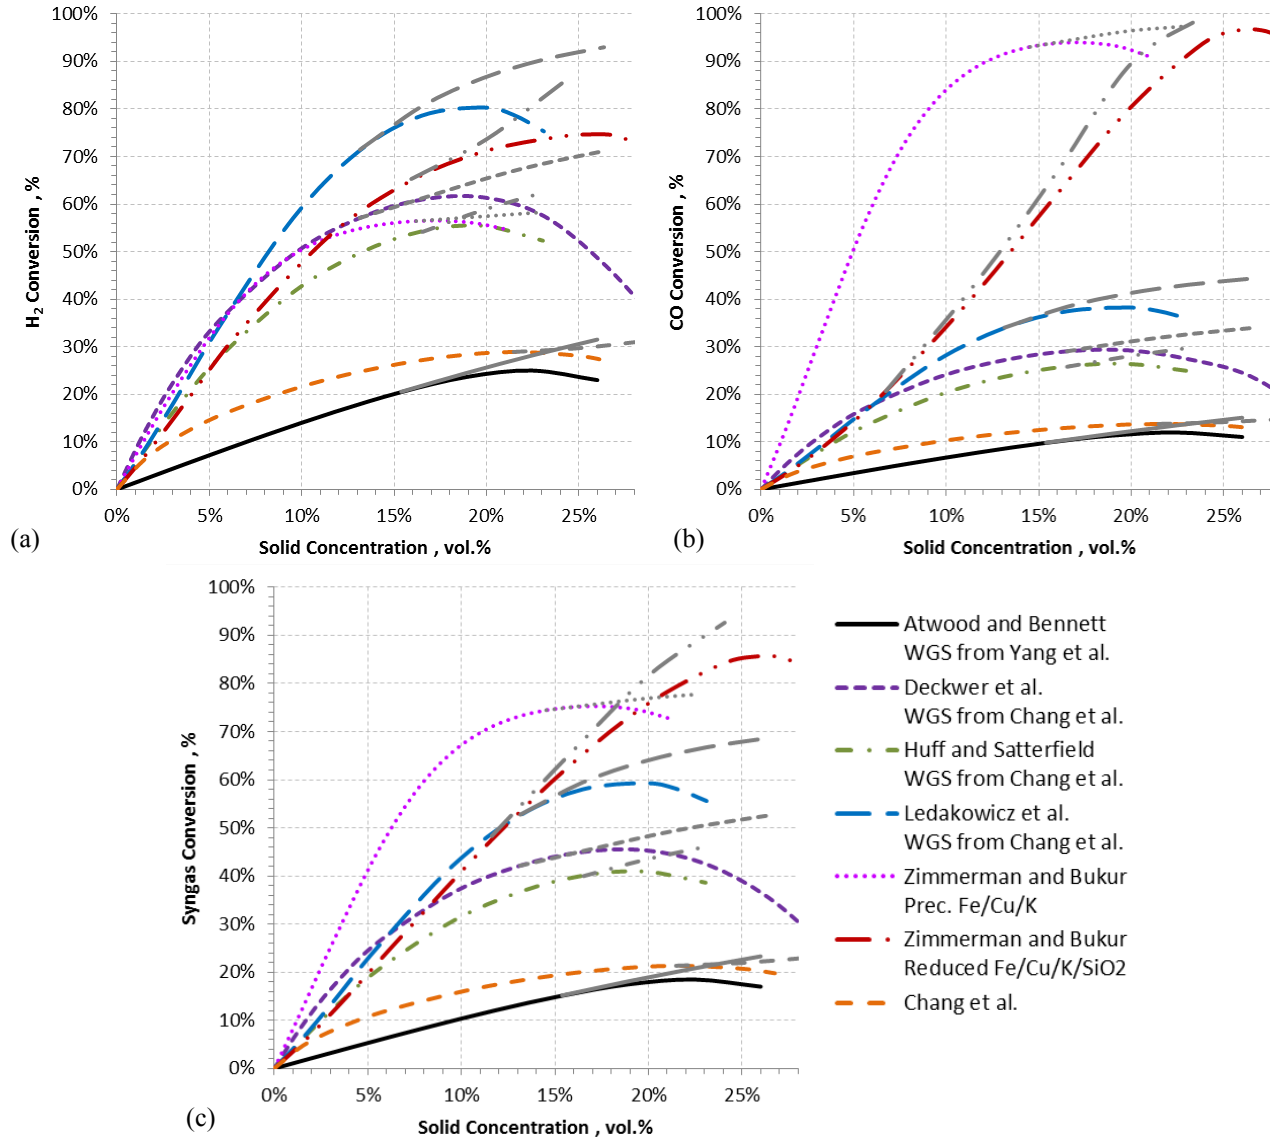 100%
90%
80%
70%
60%
50%
40%
30%
20%
10%
0%
H2 Conversion , %
0% 5% 10% 15% 20% 25%
Solid Concentration , vol.%
(a)
100%
90%
80%
70%
60%
50%
40%
30%
20%
10%
0%
CO Conversion , %
0% 5% 10% 15% 20% 25%
Solid Concentration , vol.%
(b)
100%
90%
80%
70%
60%
50%
40%
30%
20%
10%
0%
Syngas Conversion , %
0% 5% 10% 15% 20% 25%
Solid Concentration , vol.%
(c)
Atwood and Bennett
WGS from Yang et al.
Deckwer et al.
WGS from Chang et al.
Huff and Satterfield
WGS from Chang et al.
Ledakowicz et al.
WGS from Chang et al.
Zimmerman and Bukur
Prec. Fe/Cu/K
Zimmerman and Bukur
Reduced Fe/Cu/K/SiO2
Chang et al.